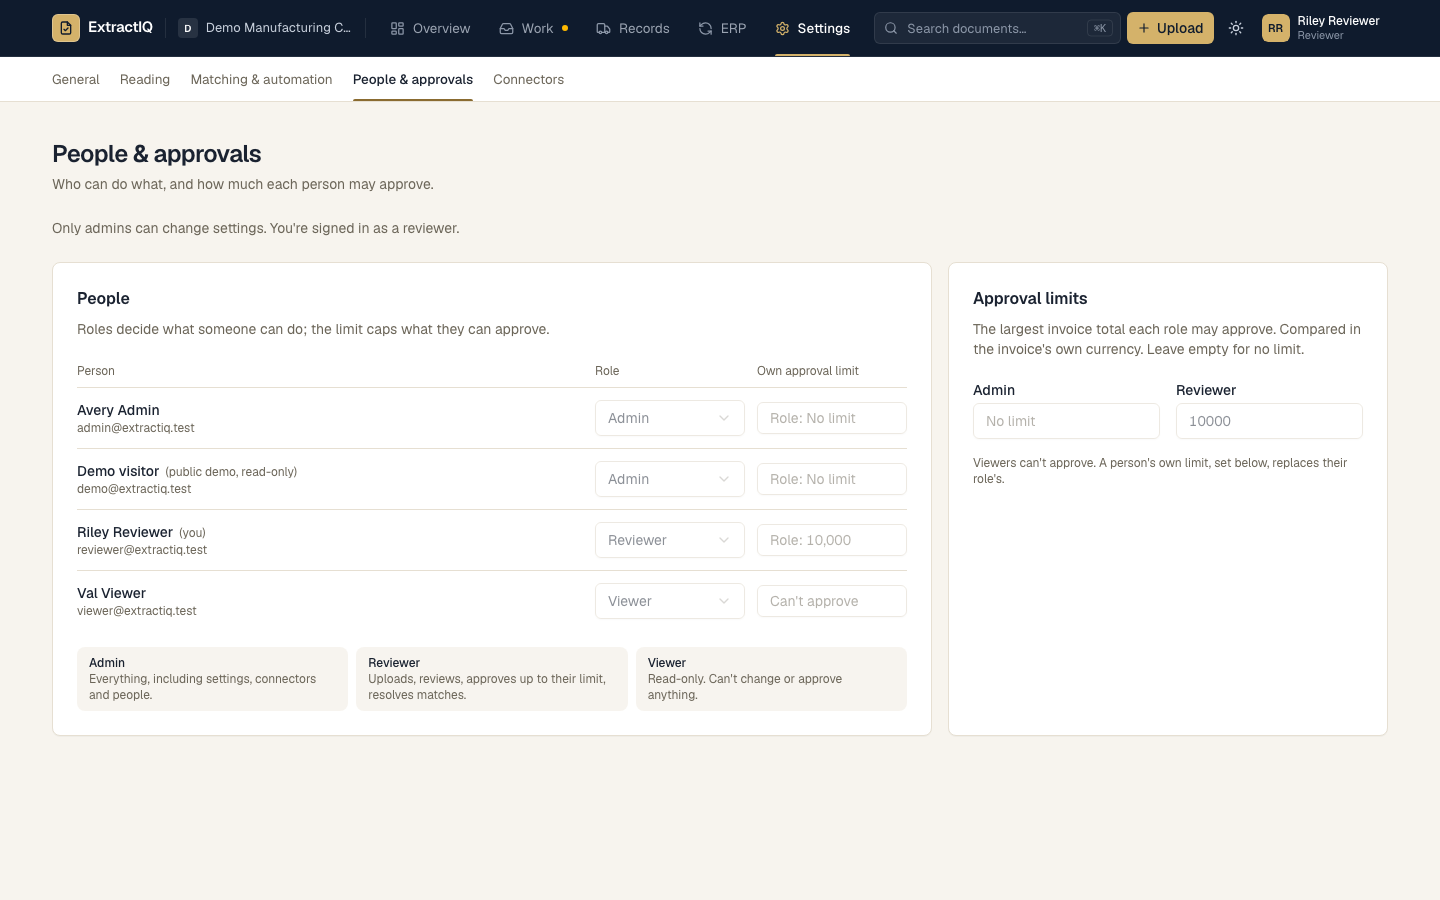 ExtractIQ
D Demo Manufacturing C...
Overview
Work
Records
ERP
Settings
Search documents...
⌘K
Upload
RR
Riley Reviewer
Reviewer
General
Reading
Matching & automation
People & approvals
Connectors
People & approvals
Who can do what, and how much each person may approve.
Only admins can change settings. You're signed in as a reviewer.
People
Roles decide what someone can do; the limit caps what they can approve.
Person
Role
Own approval limit
Avery Admin
admin@extractiq.test
Admin
Role: No limit
Demo visitor (public demo, read-only)
demo@extractiq.test
Admin
Role: No limit
Riley Reviewer (you)
reviewer@extractiq.test
Reviewer
Role: 10,000
Val Viewer
viewer@extractiq.test
Viewer
Can't approve
Admin
Everything, including settings, connectors
and people.
Reviewer
Uploads, reviews, approves up to their limit,
resolves matches.
Viewer
Read-only. Can't change or approve
anything.
Approval limits
The largest invoice total each role may approve. Compared in
the invoice's own currency. Leave empty for no limit.
Admin
No limit
Reviewer
10000
Viewers can't approve. A person's own limit, set below, replaces their
role's.